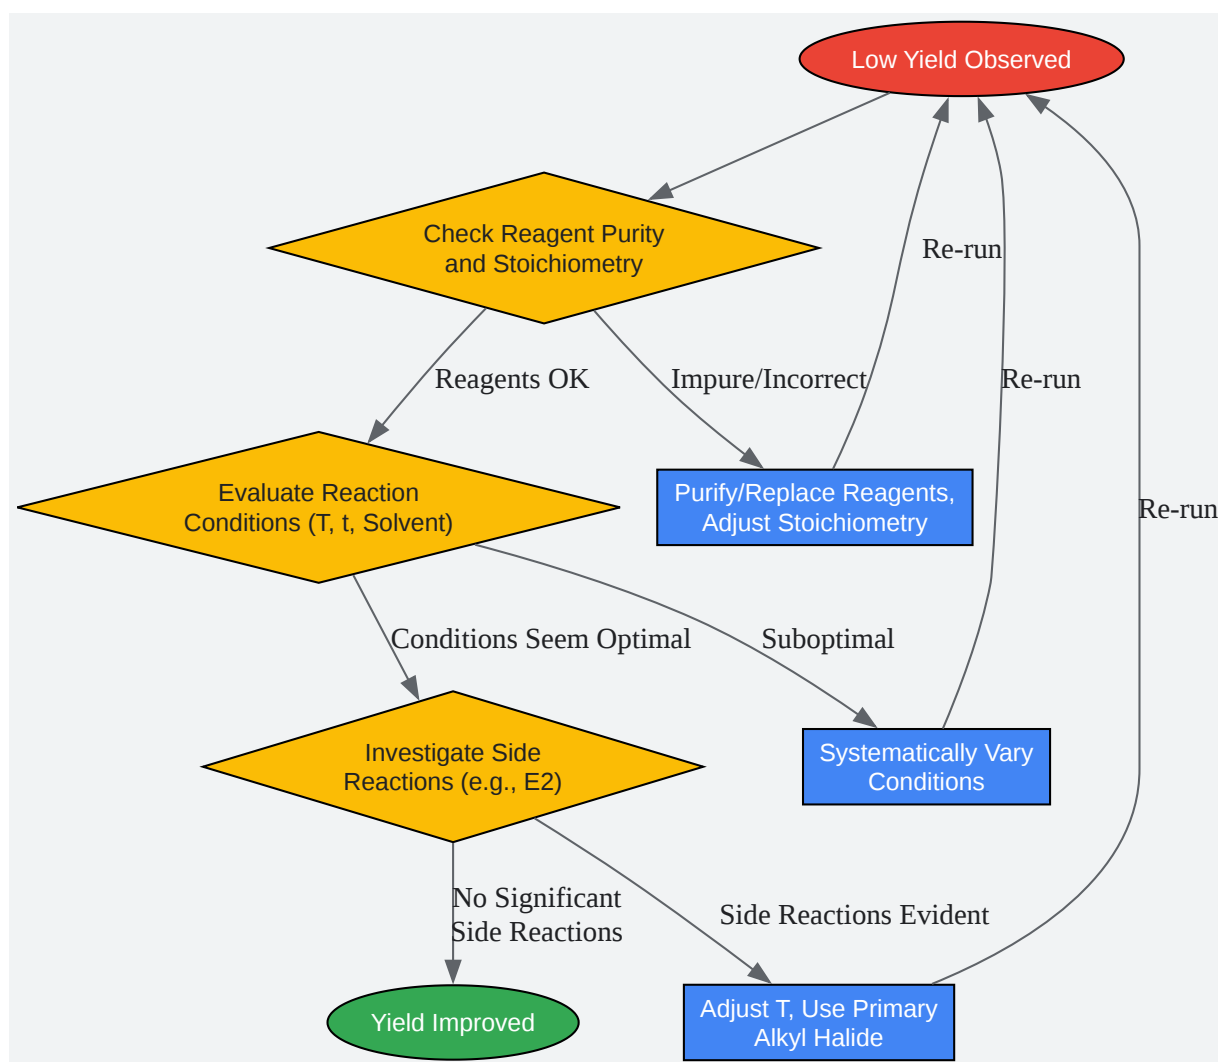 Low Yield Observed
Check Reagent Purity
and Stoichiometry
Re-run
Reagents OK
Impure/Incorrect
Re-run
Evaluate Reaction
Conditions (T, t, Solvent)
Purify/Replace Reagents,
Adjust Stoichiometry
Re-run
Conditions Seem Optimal
Suboptimal
Investigate Side
Reactions (e.g., E2)
Systematically Vary
Conditions
No Significant
Side Reactions
Side Reactions Evident
Yield Improved
Adjust T, Use Primary
Alkyl Halide